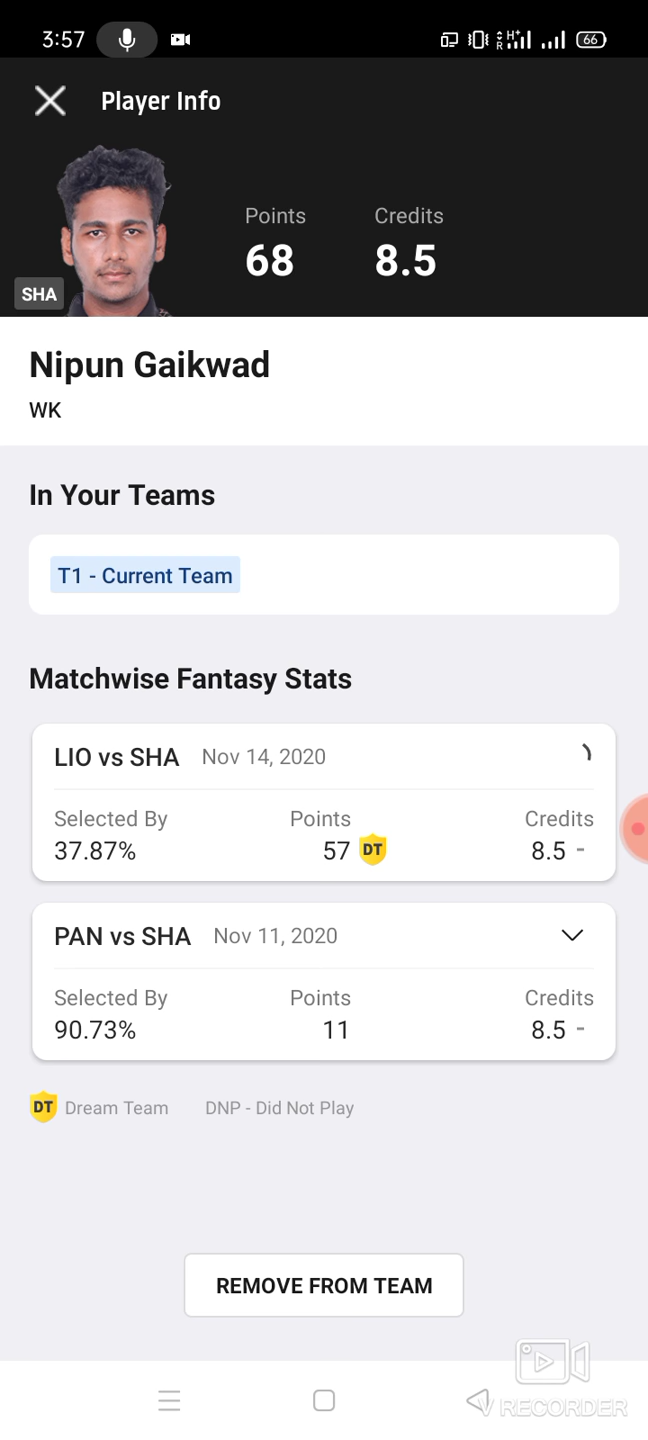 3:57
66
Player Info
Points
Credits
68
8.5
SHA
Nipun Gaikwad
WK
In Your Teams
T1 - Current Team
Matchwise Fantasy Stats
LIO vs SHA Nov 14, 2020
Selected By Points Credits
37.87% 57 DT 8.5 -
PAN vs SHA Nov 11, 2020
Selected By Points Credits
90.73% 11 8.5 -
DT Dream Team DNP - Did Not Play
REMOVE FROM TEAM
V RECORDER